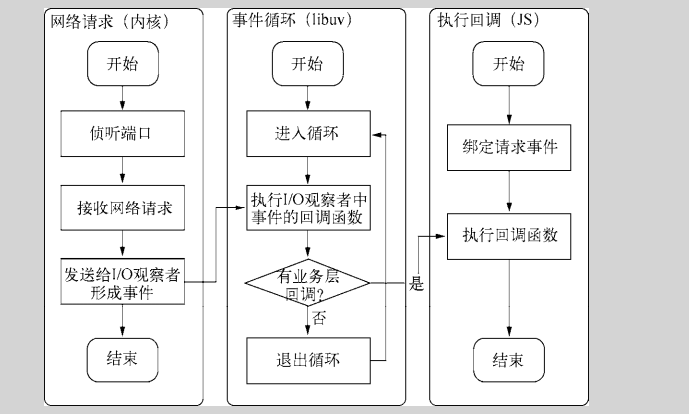 网络请求（内核）
开始
侦听端口
接收网络请求
发送给I/O观察者
形成事件
结束
事件循环（libuv）
开始
进入循环
执行I/O观察者中
事件的回调函数
有业务层
回调?
是
否
退出循环
执行回调（JS）
开始
绑定请求事件
执行回调函数
结束